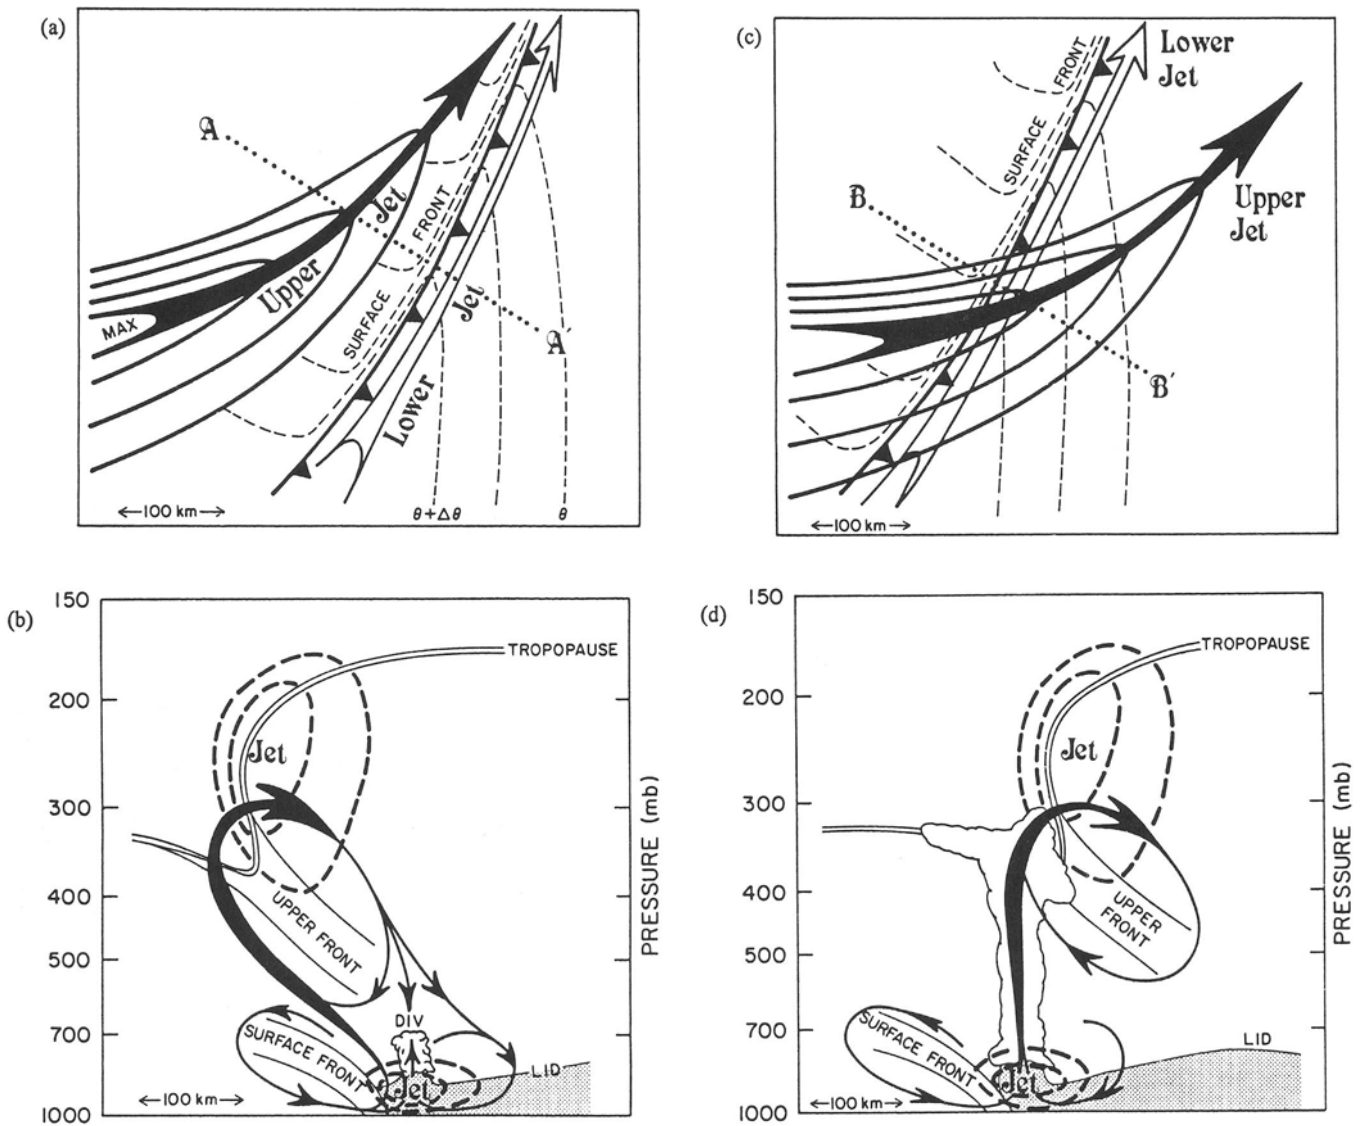 (a)
A
Upper
Jet
MAX
SURFACE
FRONT
Lower
Jet
A′
←100 km→
θ + Δθ
θ
(c)
Lower
Jet
FRONT
SURFACE
B
Upper
Jet
B′
←100 km→
(b)
150
200
300
400
500
700
1000
TROPOPAUSE
Jet
UPPER FRONT
DIV
SURFACE FRONT
Jet
LID
←100 km→
PRESSURE (mb)
(d)
150
200
300
400
500
700
1000
TROPOPAUSE
Jet
UPPER
FRONT
SURFACE FRONT
Jet
LID
←100 km→
PRESSURE (mb)